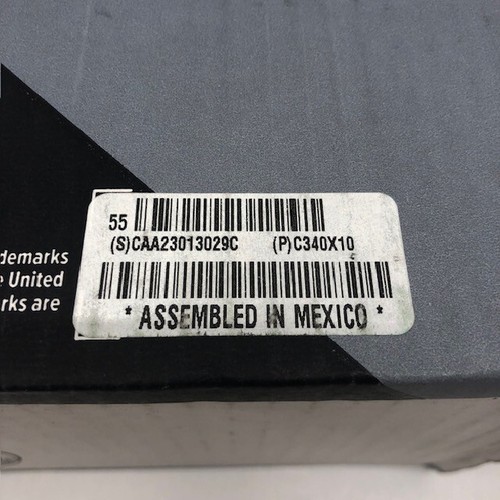 55
(S)CAA23013029C (P)C340X10
* ASSEMBLED IN MEXICO *
demarks
United
rks are